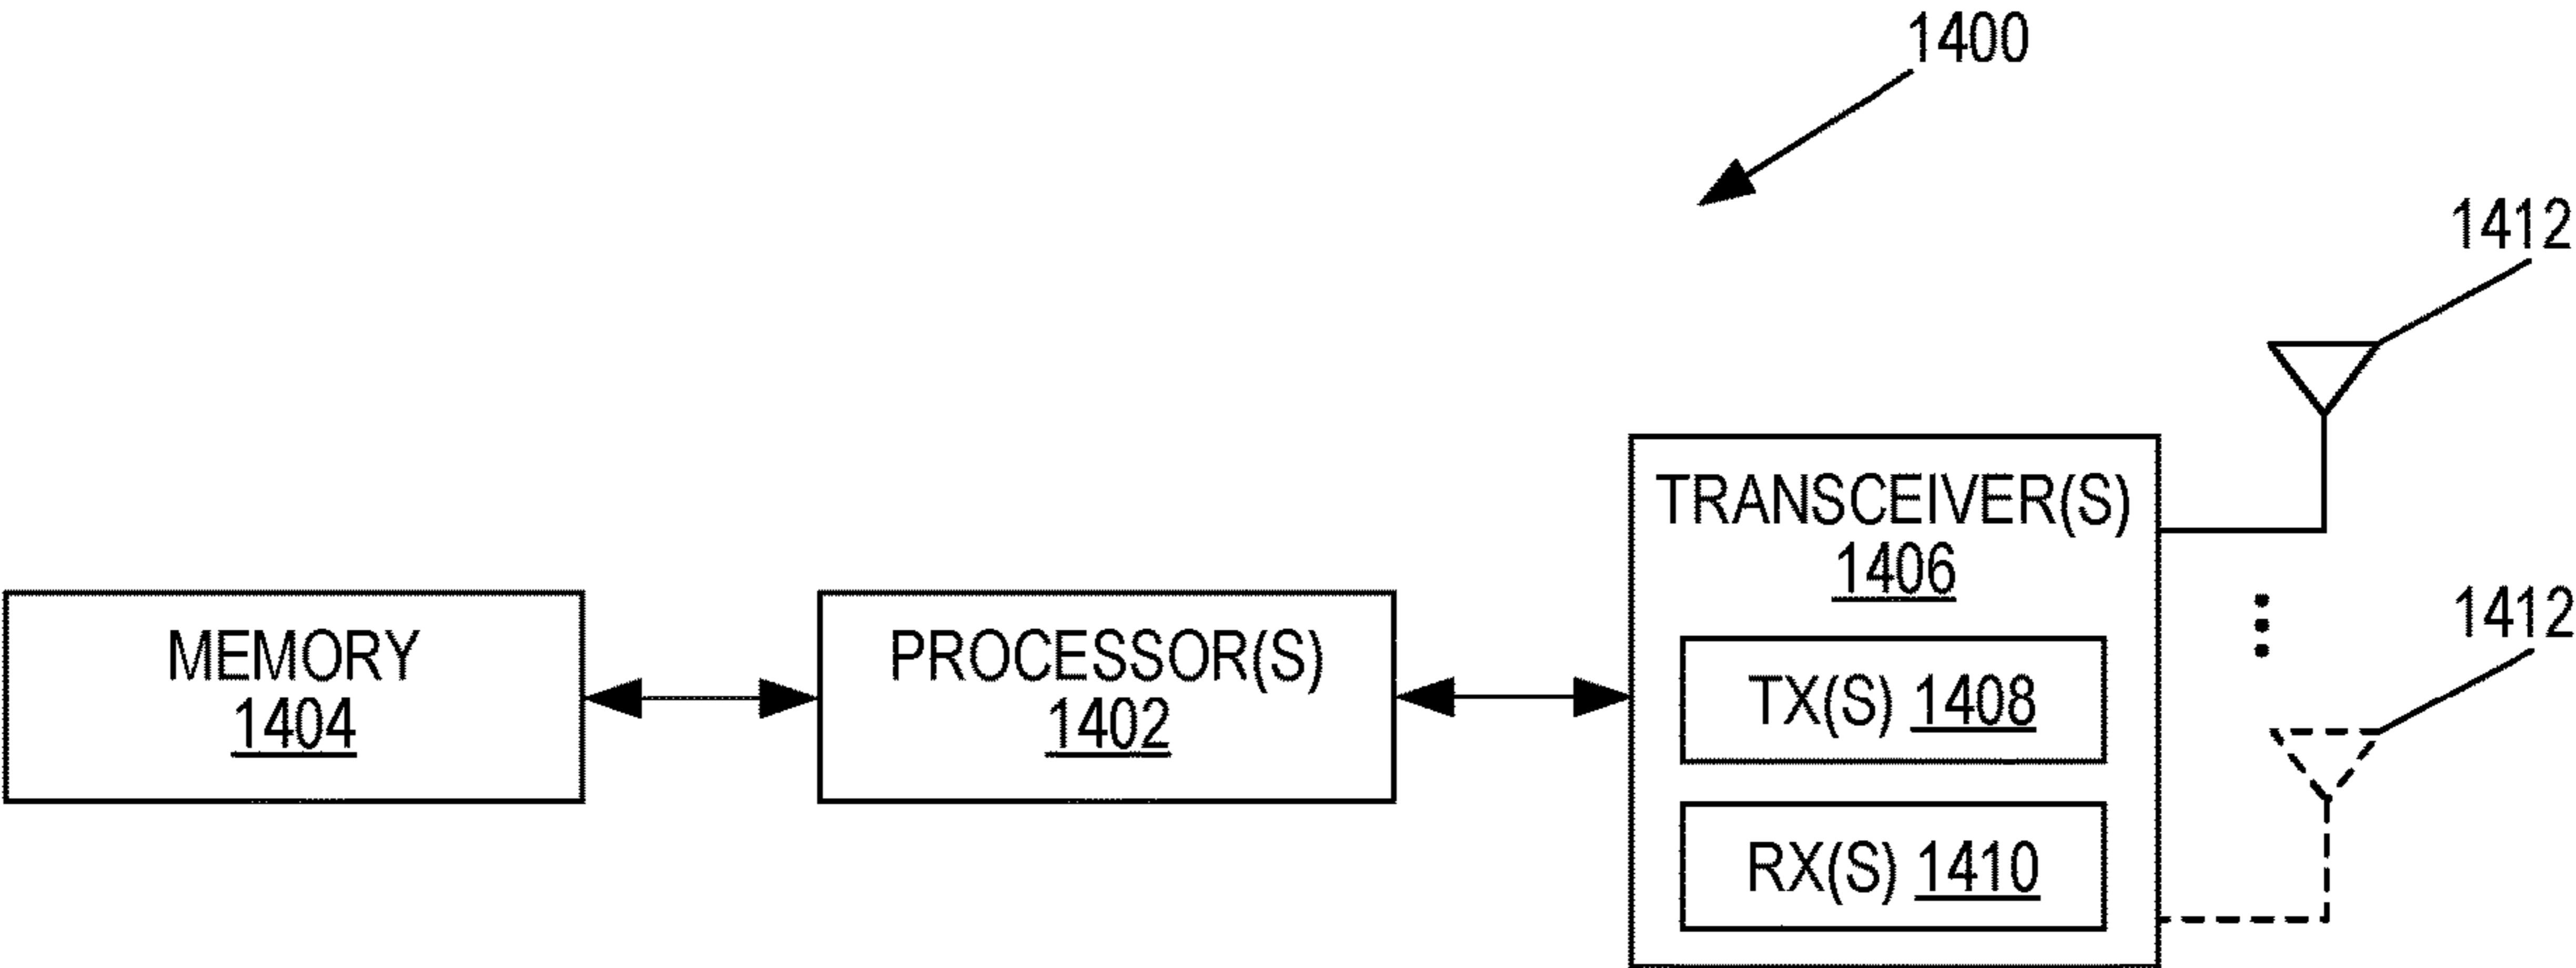 1400
1412
TRANSCEIVER(S)
1406
1412
MEMORY
1404
PROCESSOR(S)
1402
TX(S) 1408
RX(S) 1410